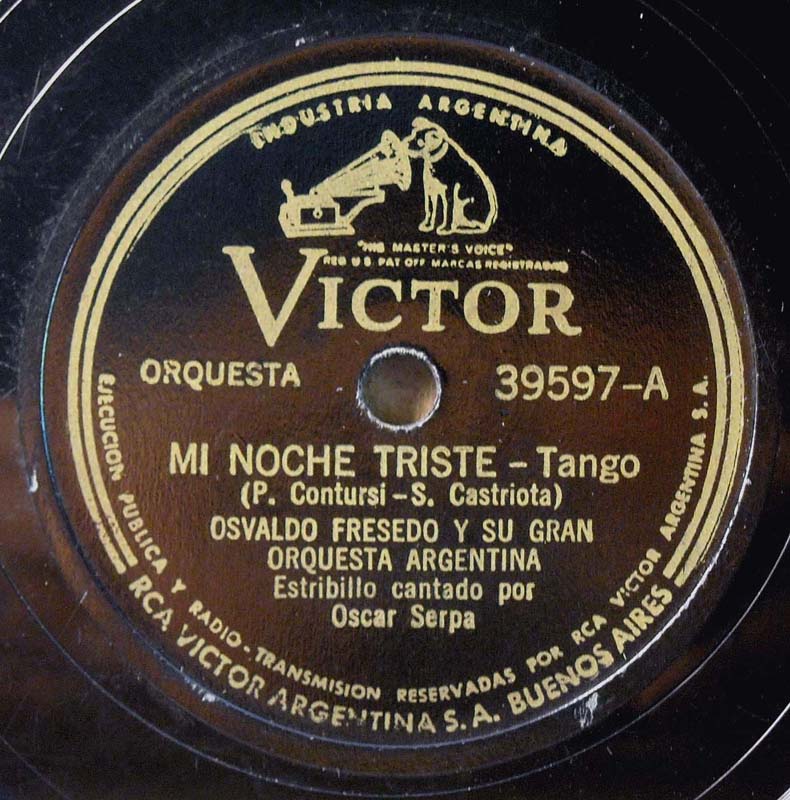 INDUSTRIA ARGENTINA
"HIS MASTER'S VOICE"
REG U.S. PAT OFF MARCAS REGISTRADAS
VICTOR
ORQUESTA
39597-A
MI NOCHE TRISTE - Tango
(P. Contursi - S. Castriota)
OSVALDO FRESEDO Y SU GRAN
ORQUESTA ARGENTINA
Estribillo cantado por
Oscar Serpa
EJECUCION PUBLICA Y RADIO-TRANSMISION RESERVADAS POR RCA VICTOR ARGENTINA S.A.
RCA VICTOR ARGENTINA S.A. BUENOS AIRES